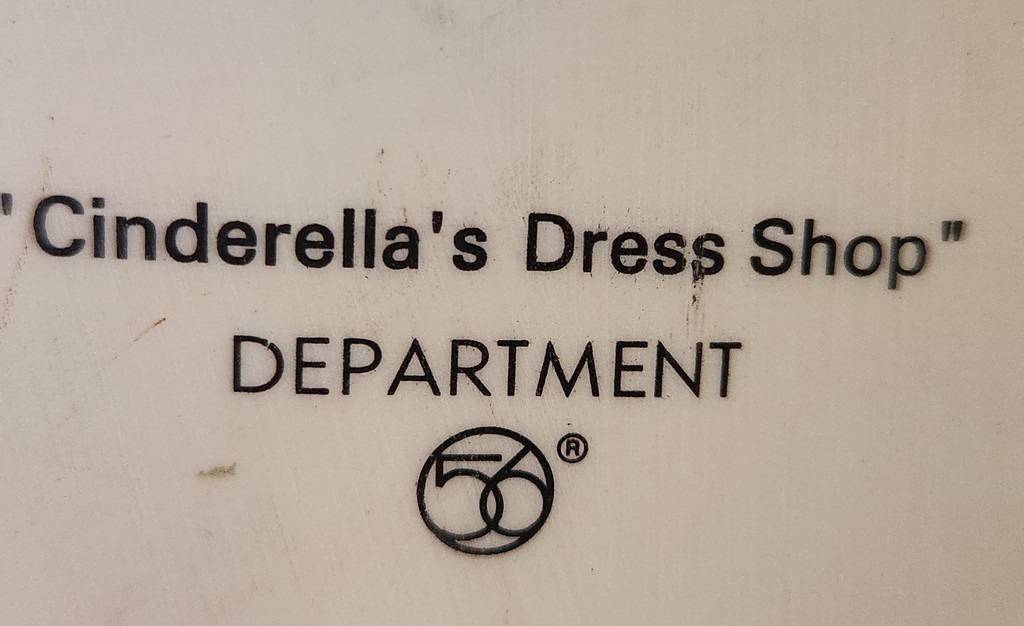 "Cinderella's Dress Shop"
DEPARTMENT
56 ®